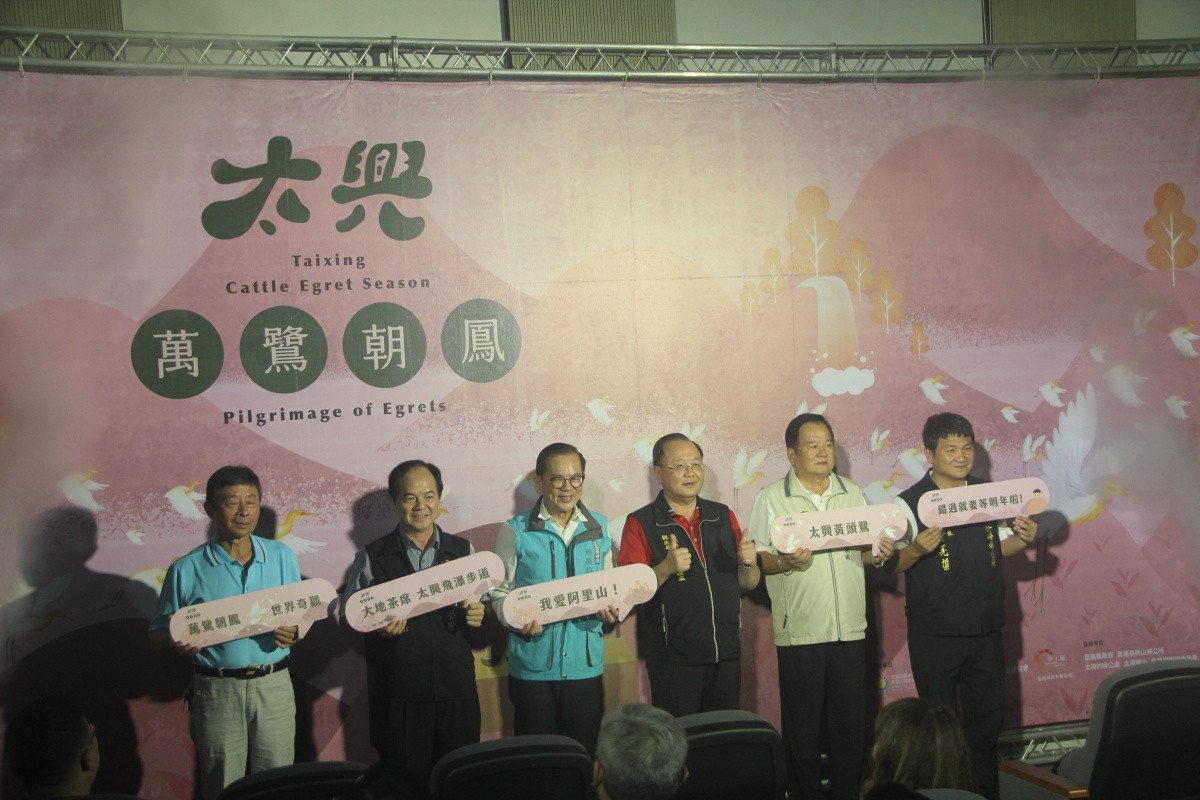 太興
Taixing
Cattle Egret Season
萬鷺朝鳳
Pilgrimage of Egrets
萬鷺朝鳳 世界奇觀
大地茶席 太興飛瀑步道
我愛阿里山！
太興黃頭鷺
錯過就要等明年啦！